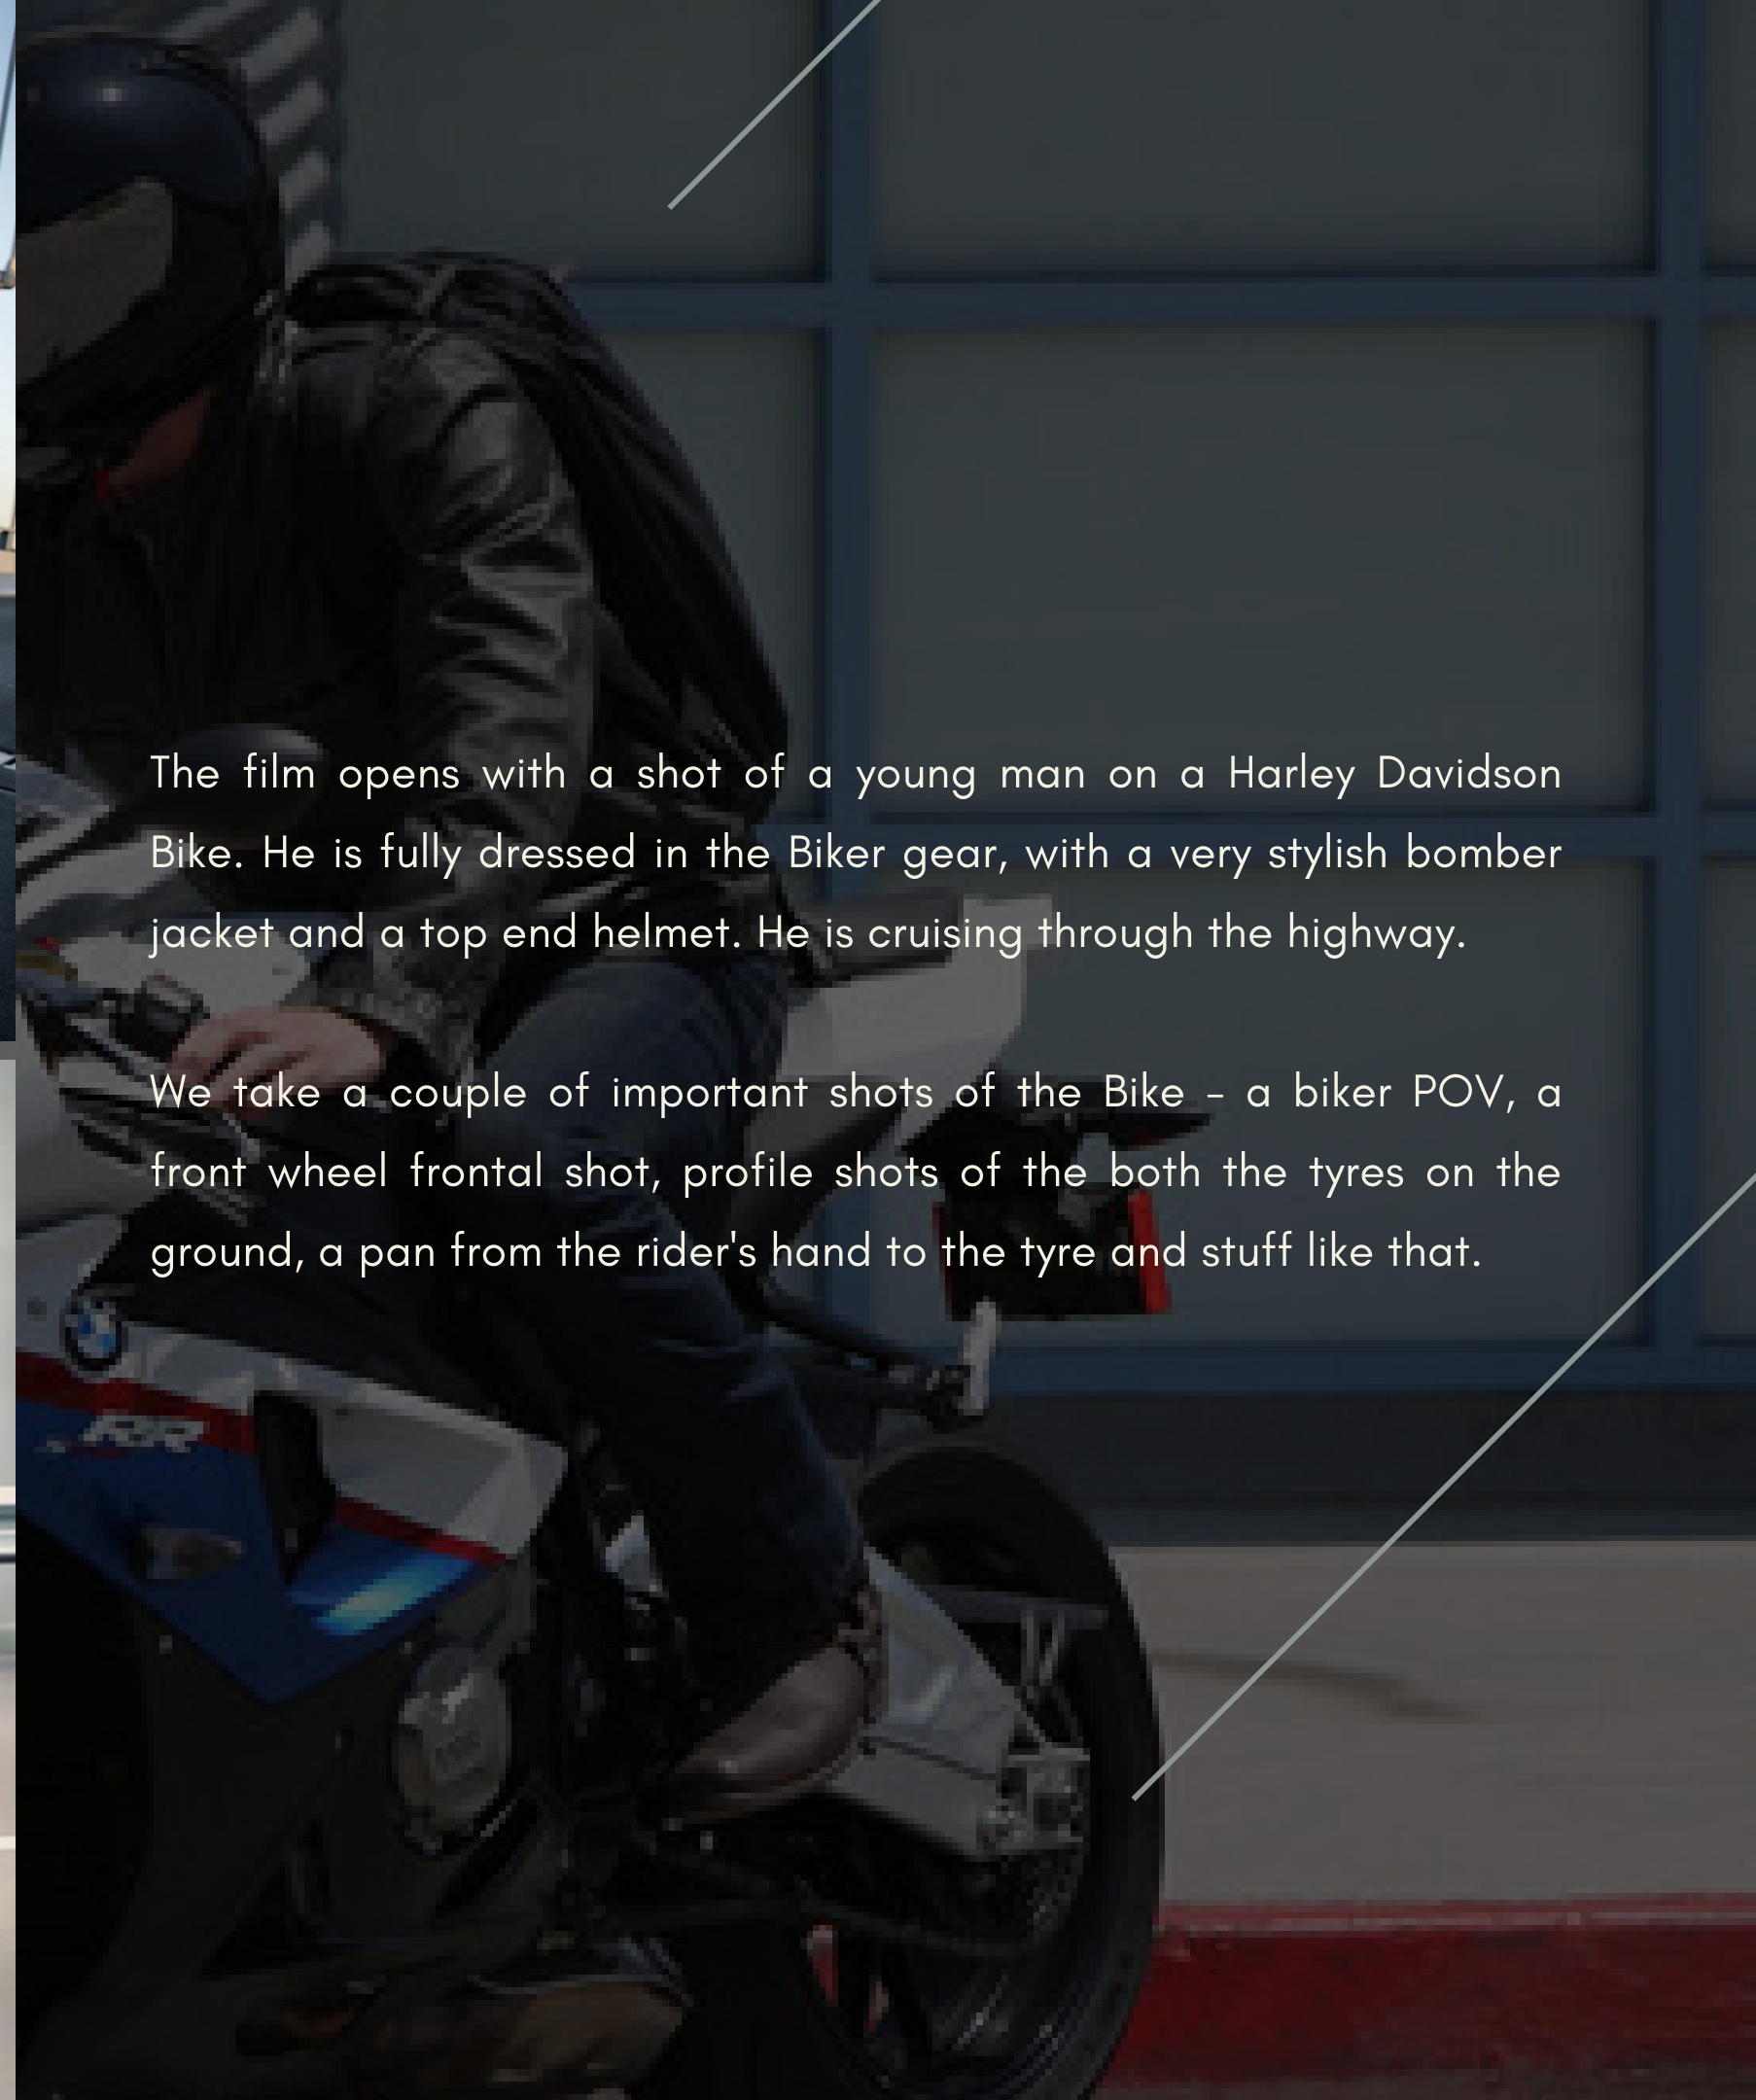 The film opens with a shot of a young man on a Harley Davidson
Bike. He is fully dressed in the Biker gear, with a very stylish bomber
jacket and a top end helmet. He is cruising through the highway.
We take a couple of important shots of the Bike - a biker POV, a
front wheel frontal shot, profile shots of the both the tyres on the
ground, a pan from the rider's hand to the tyre and stuff like that.
RR